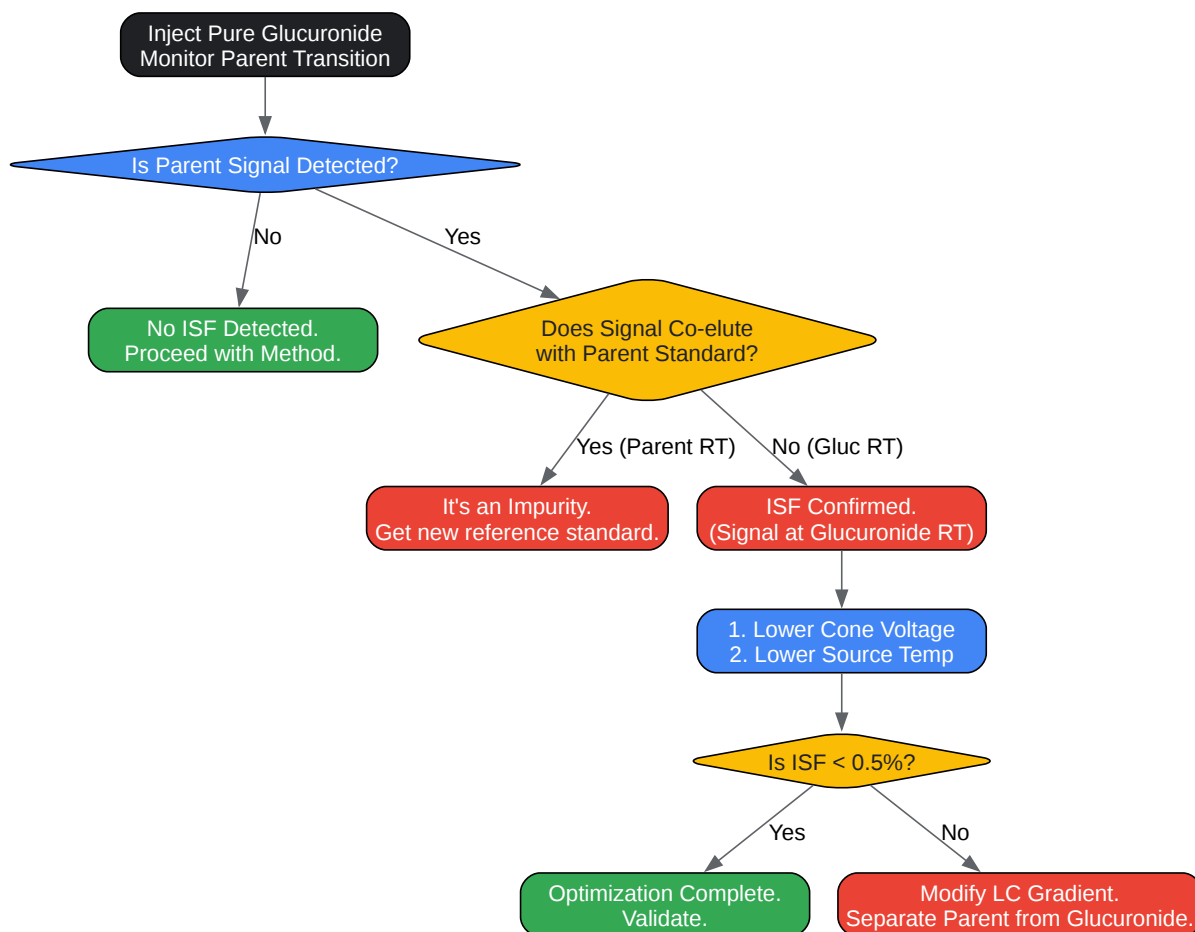 Inject Pure Glucuronide
Monitor Parent Transition
Is Parent Signal Detected?
No
Yes
No ISF Detected.
Proceed with Method.
Does Signal Co-elute
with Parent Standard?
Yes (Parent RT)
No (Gluc RT)
It's an Impurity.
Get new reference standard.
ISF Confirmed.
(Signal at Glucuronide RT)
1. Lower Cone Voltage
2. Lower Source Temp
Is ISF < 0.5%?
Yes
No
Optimization Complete.
Validate.
Modify LC Gradient.
Separate Parent from Glucuronide.